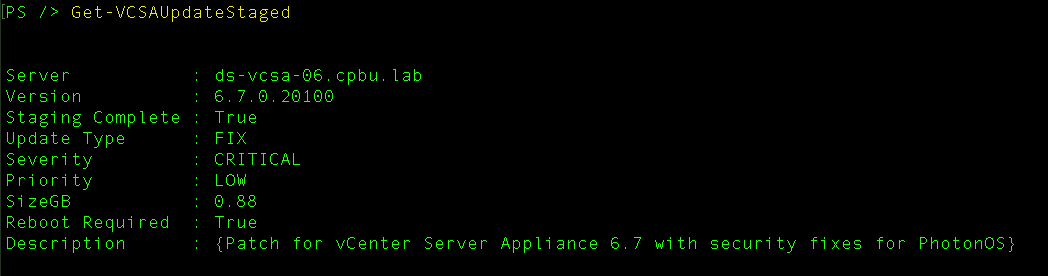 PS /> Get-VCSAUpdateStaged
Server : ds-vcsa-06.cpbu.lab
Version : 6.7.0.20100
Staging Complete : True
Update Type : FIX
Severity : CRITICAL
Priority : LOW
SizeGB : 0.88
Reboot Required : True
Description : {Patch for vCenter Server Appliance 6.7 with security fixes for PhotonOS}